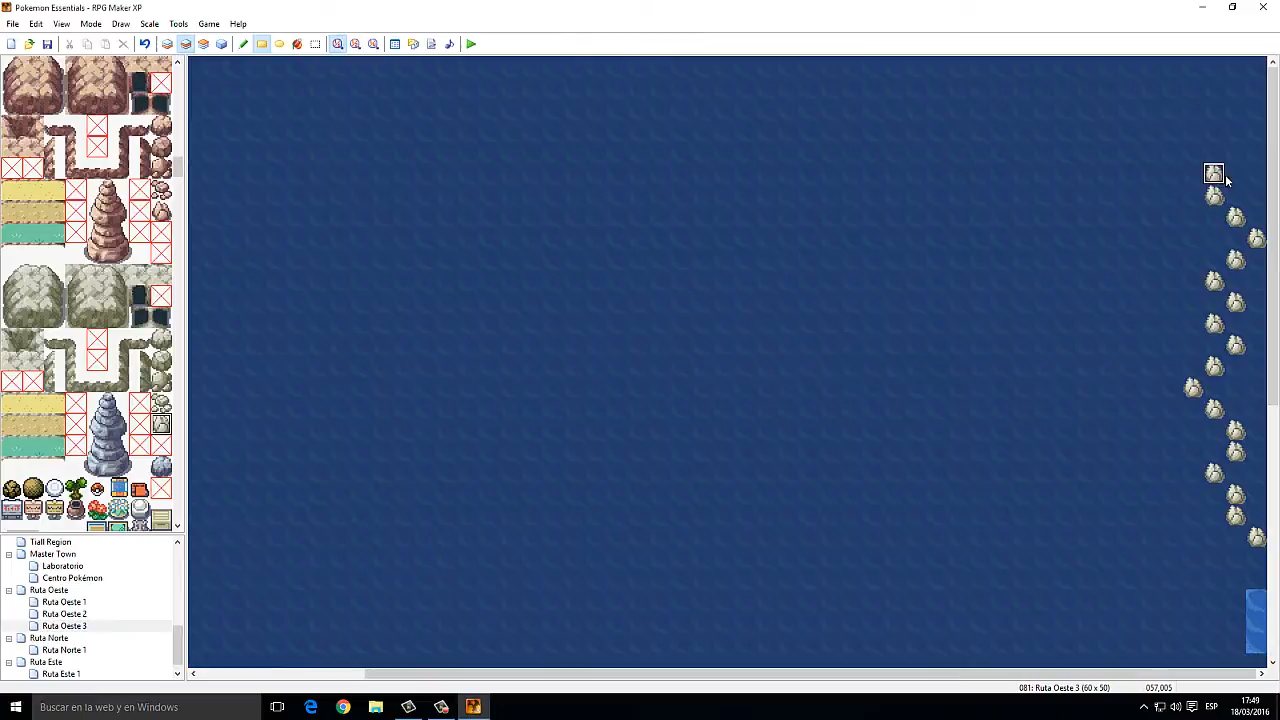 Pokemon Essentials - RPG Maker XP
File Edit View Mode Draw Scale Tools Game Help
Tiall Region
Master Town
Laboratorio
Centro Pokémon
Ruta Oeste
Ruta Oeste 1
Ruta Oeste 2
Ruta Oeste 3
Ruta Norte
Ruta Norte 1
Ruta Este
Ruta Este 1
081: Ruta Oeste 3 (60 x 50) 057,005
Buscar en la web y en Windows
ESP
17:49
18/03/2016